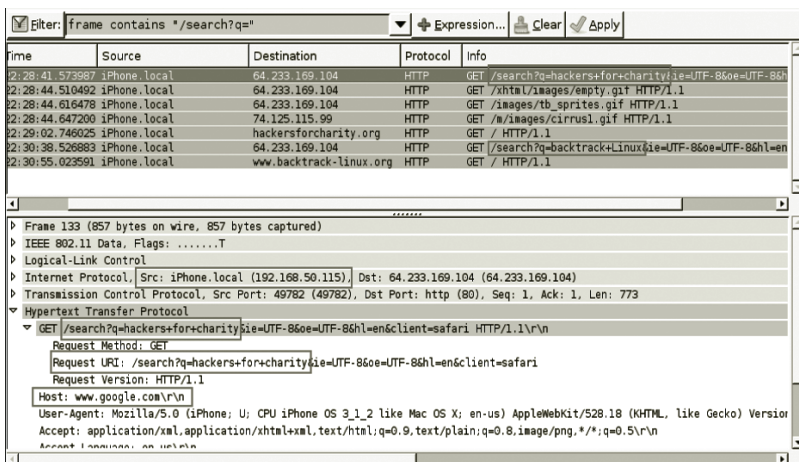 Filter: frame contains "/search?q=" Expression... Clear Apply
Time Source Destination Protocol Info
22:28:41.573987 iPhone.local 64.233.169.104 HTTP GET /search?q=hackers+for+charity&ie=UTF-8&oe=UTF-8&h
22:28:44.510492 iPhone.local 64.233.169.104 HTTP GET /xhtml/images/empty.gif HTTP/1.1
22:28:44.616478 iPhone.local 64.233.169.104 HTTP GET /images/tb_sprites.gif HTTP/1.1
22:28:44.647200 iPhone.local 74.125.115.99 HTTP GET /m/images/cirrus1.gif HTTP/1.1
22:29:02.746025 iPhone.local hackersforcharity.org HTTP GET / HTTP/1.1
22:30:38.526883 iPhone.local 64.233.169.104 HTTP GET /search?q=backtrack+Linux&ie=UTF-8&oe=UTF-8&hl=en
22:30:55.023591 iPhone.local www.backtrack-linux.org HTTP GET / HTTP/1.1
Frame 133 (857 bytes on wire, 857 bytes captured)
IEEE 802.11 Data, Flags: .......T
Logical-Link Control
Internet Protocol, Src: iPhone.local (192.168.50.115), Dst: 64.233.169.104 (64.233.169.104)
Transmission Control Protocol, Src Port: 49782 (49782), Dst Port: http (80), Seq: 1, Ack: 1, Len: 773
Hypertext Transfer Protocol
GET /search?q=hackers+for+charity&ie=UTF-8&oe=UTF-8&hl=en&client=safari HTTP/1.1\r\n
Request Method: GET
Request URI: /search?q=hackers+for+charity&ie=UTF-8&oe=UTF-8&hl=en&client=safari
Request Version: HTTP/1.1
Host: www.google.com\r\n
User-Agent: Mozilla/5.0 (iPhone; U; CPU iPhone OS 3_1_2 like Mac OS X; en-us) AppleWebKit/528.18 (KHTML, like Gecko) Version
Accept: application/xml,application/xhtml+xml,text/html;q=0.9,text/plain;q=0.8,image/png,*/*;q=0.5\r\n
Accept-Language: en-us\r\n